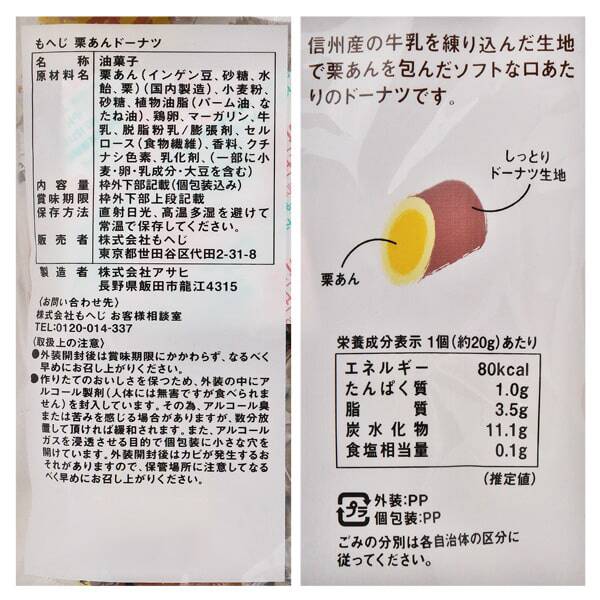 もへじ 栗あんドーナツ
名称 油菓子
原材料名 栗あん(インゲン豆、砂糖、水
飴、栗)(国内製造)、小麦粉、
砂糖、植物油脂(パーム油、な
たね油)、鶏卵、マーガリン、牛
乳、脱脂粉乳/膨張剤、セル
ロース(食物繊維)、香料、クチ
ナシ色素、乳化剤、(一部に小
麦・卵・乳成分・大豆を含む)
内容量 枠外下部記載(個包装込み)
賞味期限 枠外下部上段記載
保存方法 直射日光、高温多湿を避けて
常温で保存してください。
販売者 株式会社もへじ
東京都世田谷区代田2-31-8
製造者 株式会社アサヒ
長野県飯田市龍江4315
〈お問い合わせ先〉
株式会社もへじ お客様相談室
TEL:0120-014-337
〈取扱上の注意〉
●外装開封後は賞味期限にかかわらず、なるべく
早めにお召し上がりください。
●作りたてのおいしさを保つため、外装の中にア
ルコール製剤(人体には無害ですが食べられま
せん)を封入しています。その為、アルコール臭
または苦みを感じる場合がありますが、数分放
置して頂ければ緩和されます。また、アルコール
ガスを浸透させる目的で個包装に小さな穴を
開けています。外装開封後はカビが発生するお
それがありますので、保管場所に注意してなる
べく早めにお召し上がりください。
信州産の牛乳を練り込んだ生地
で栗あんを包んだソフトな口あた
りのドーナツです。
しっとり
ドーナツ生地
栗あん
栄養成分表示 1個(約20g)あたり
エネルギー 80kcal
たんぱく質 1.0g
脂質 3.5g
炭水化物 11.1g
食塩相当量 0.1g
(推定値)
プラ
外装:PP
個包装:PP
ごみの分別は各自治体の区分に
従ってください。